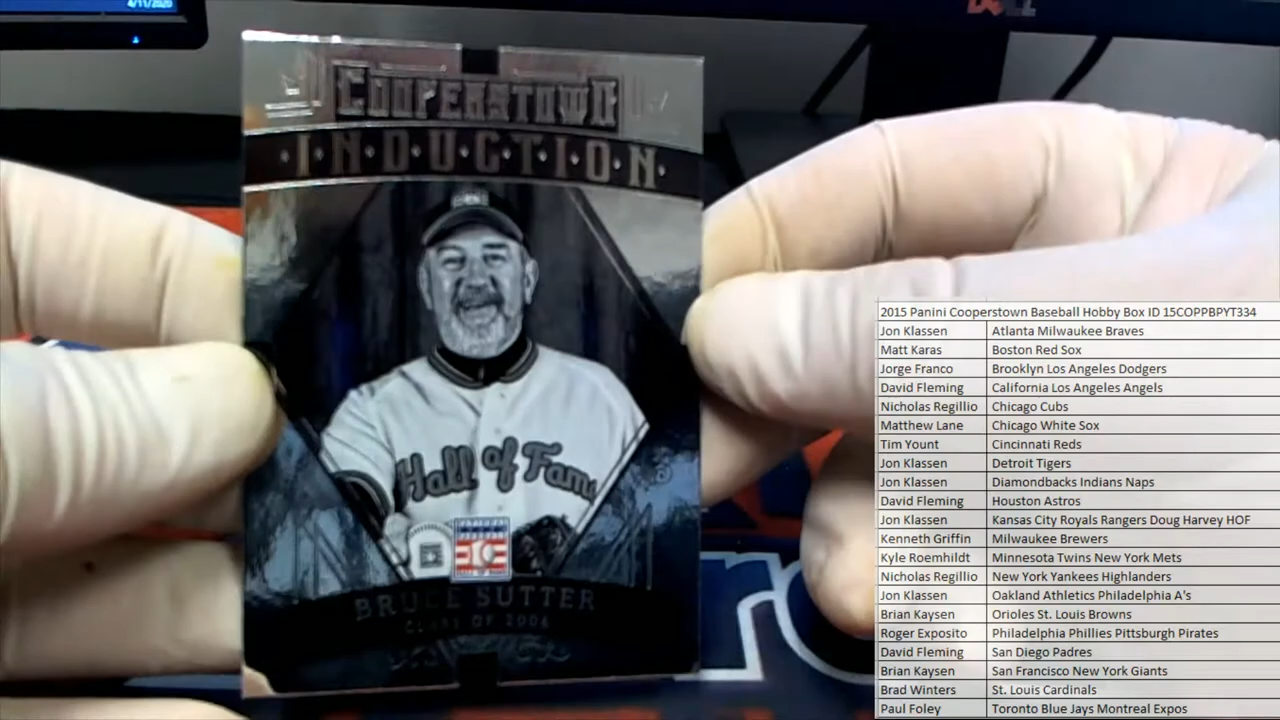 4/11/2020
DELL
COOPERSTOWN
·I·N·D·U·C·T·I·O·N·
Hall of Fame
BRUCE SUTTER
CLASS OF 2006
2015 Panini Cooperstown Baseball Hobby Box ID 15COPPBPYT334
Jon Klassen Atlanta Milwaukee Braves
Matt Karas Boston Red Sox
Jorge Franco Brooklyn Los Angeles Dodgers
David Fleming California Los Angeles Angels
Nicholas Regillio Chicago Cubs
Matthew Lane Chicago White Sox
Tim Yount Cincinnati Reds
Jon Klassen Detroit Tigers
Jon Klassen Diamondbacks Indians Naps
David Fleming Houston Astros
Jon Klassen Kansas City Royals Rangers Doug Harvey HOF
Kenneth Griffin Milwaukee Brewers
Kyle Roemhildt Minnesota Twins New York Mets
Nicholas Regillio New York Yankees Highlanders
Jon Klassen Oakland Athletics Philadelphia A's
Brian Kaysen Orioles St. Louis Browns
Roger Exposito Philadelphia Phillies Pittsburgh Pirates
David Fleming San Diego Padres
Brian Kaysen San Francisco New York Giants
Brad Winters St. Louis Cardinals
Paul Foley Toronto Blue Jays Montreal Expos